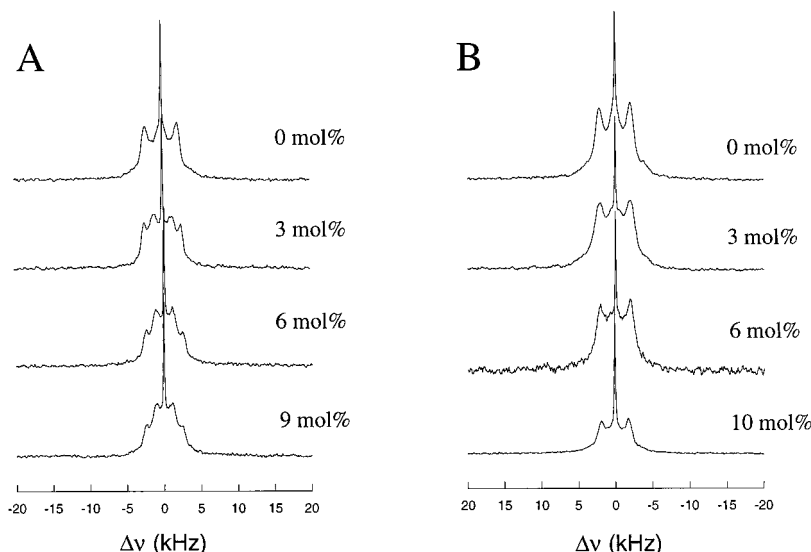 A
0 mol%
3 mol%
6 mol%
9 mol%
-20 -15 -10 -5 0 5 10 15 20
Δν (kHz)
B
0 mol%
3 mol%
6 mol%
10 mol%
20 15 10 5 0 -5 -10 -15 -20
Δν (kHz)